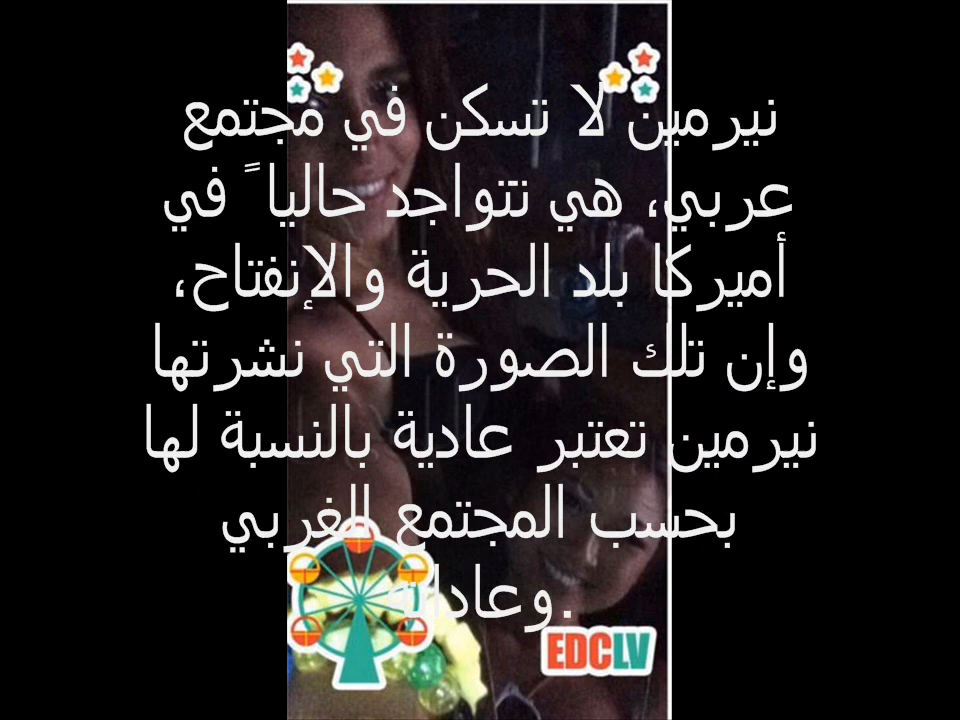 نيرمين لا تسكن في مجتمع
عربي، هي تتواجد حالياً في
أميركا بلد الحرية والإنفتاح،
وإن تلك الصورة التي نشرتها
نيرمين تعتبر عادية بالنسبة لها
بحسب المجتمع الغربي
وعاداته.
EDCLV